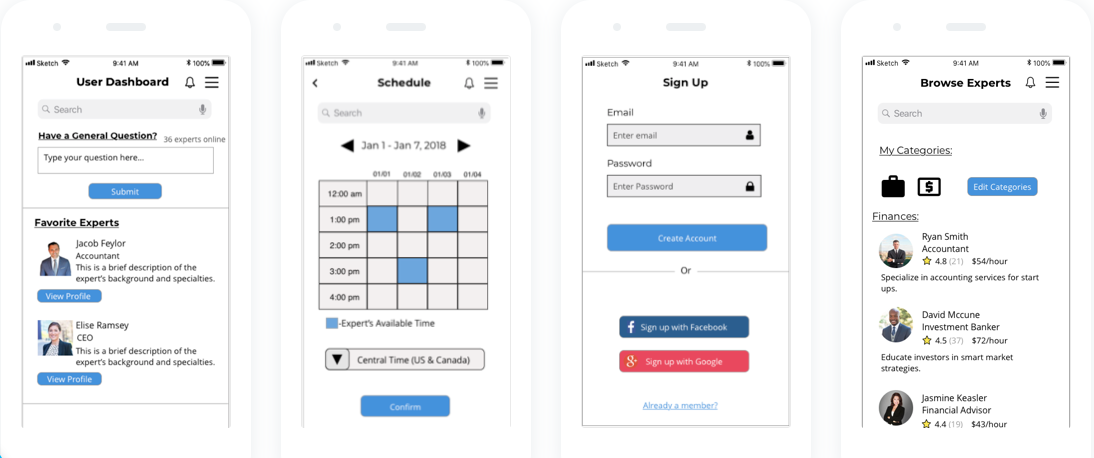 Sketch 9:41 AM 100%
User Dashboard
Search
Have a General Question? 36 experts online
Type your question here...
Submit
Favorite Experts
Jacob Feylor
Accountant
This is a brief description of the
expert's background and specialties.
View Profile
Elise Ramsey
CEO
This is a brief description of the
expert's background and specialties.
View Profile
Sketch 9:41 AM 100%
Schedule
Search
Jan 1 - Jan 7, 2018
01/01 01/02 01/03 01/04
12:00 am
1:00 pm
2:00 pm
3:00 pm
4:00 pm
-Expert's Available Time
Central Time (US & Canada)
Confirm
Sketch 9:41 AM 100%
Sign Up
Email
Enter email
Password
Enter Password
Create Account
Or
f Sign up with Facebook
g+ Sign up with Google
Already a member?
Sketch 9:41 AM 100%
Browse Experts
Search
My Categories:
$ Edit Categories
Finances:
Ryan Smith
Accountant
4.8 (21) $54/hour
Specialize in accounting services for start
ups.
David Mccune
Investment Banker
4.5 (37) $72/hour
Educate investors in smart market
strategies.
Jasmine Keasler
Financial Advisor
4.4 (19) $43/hour